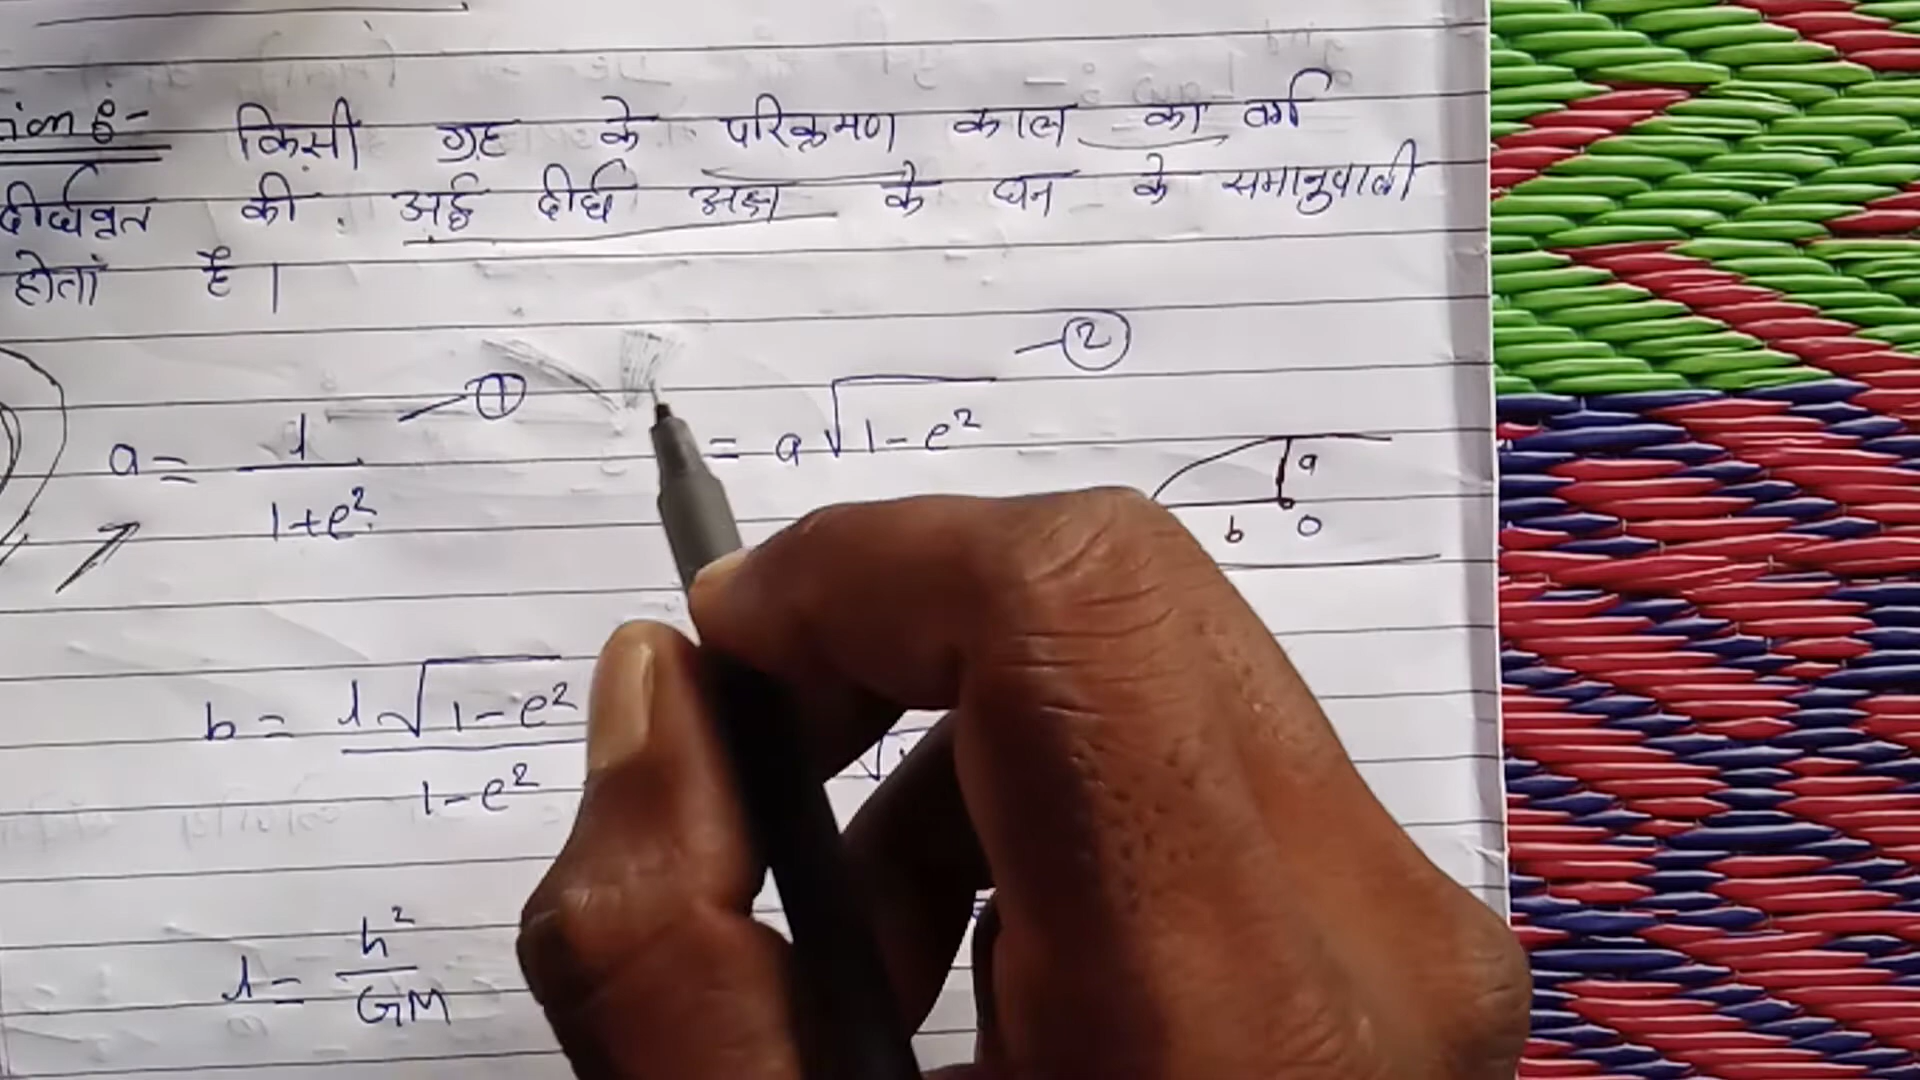 किसी ग्रह के परिक्रमण काल का वर्ग
दीर्घवृत की अर्द्ध दीर्घ अक्ष के घन के समानुपाती
होता है।
a = l / 1+e² —①
= a√1-e² —②
a
b O
b = l√1-e² / 1-e²
l = h² / GM